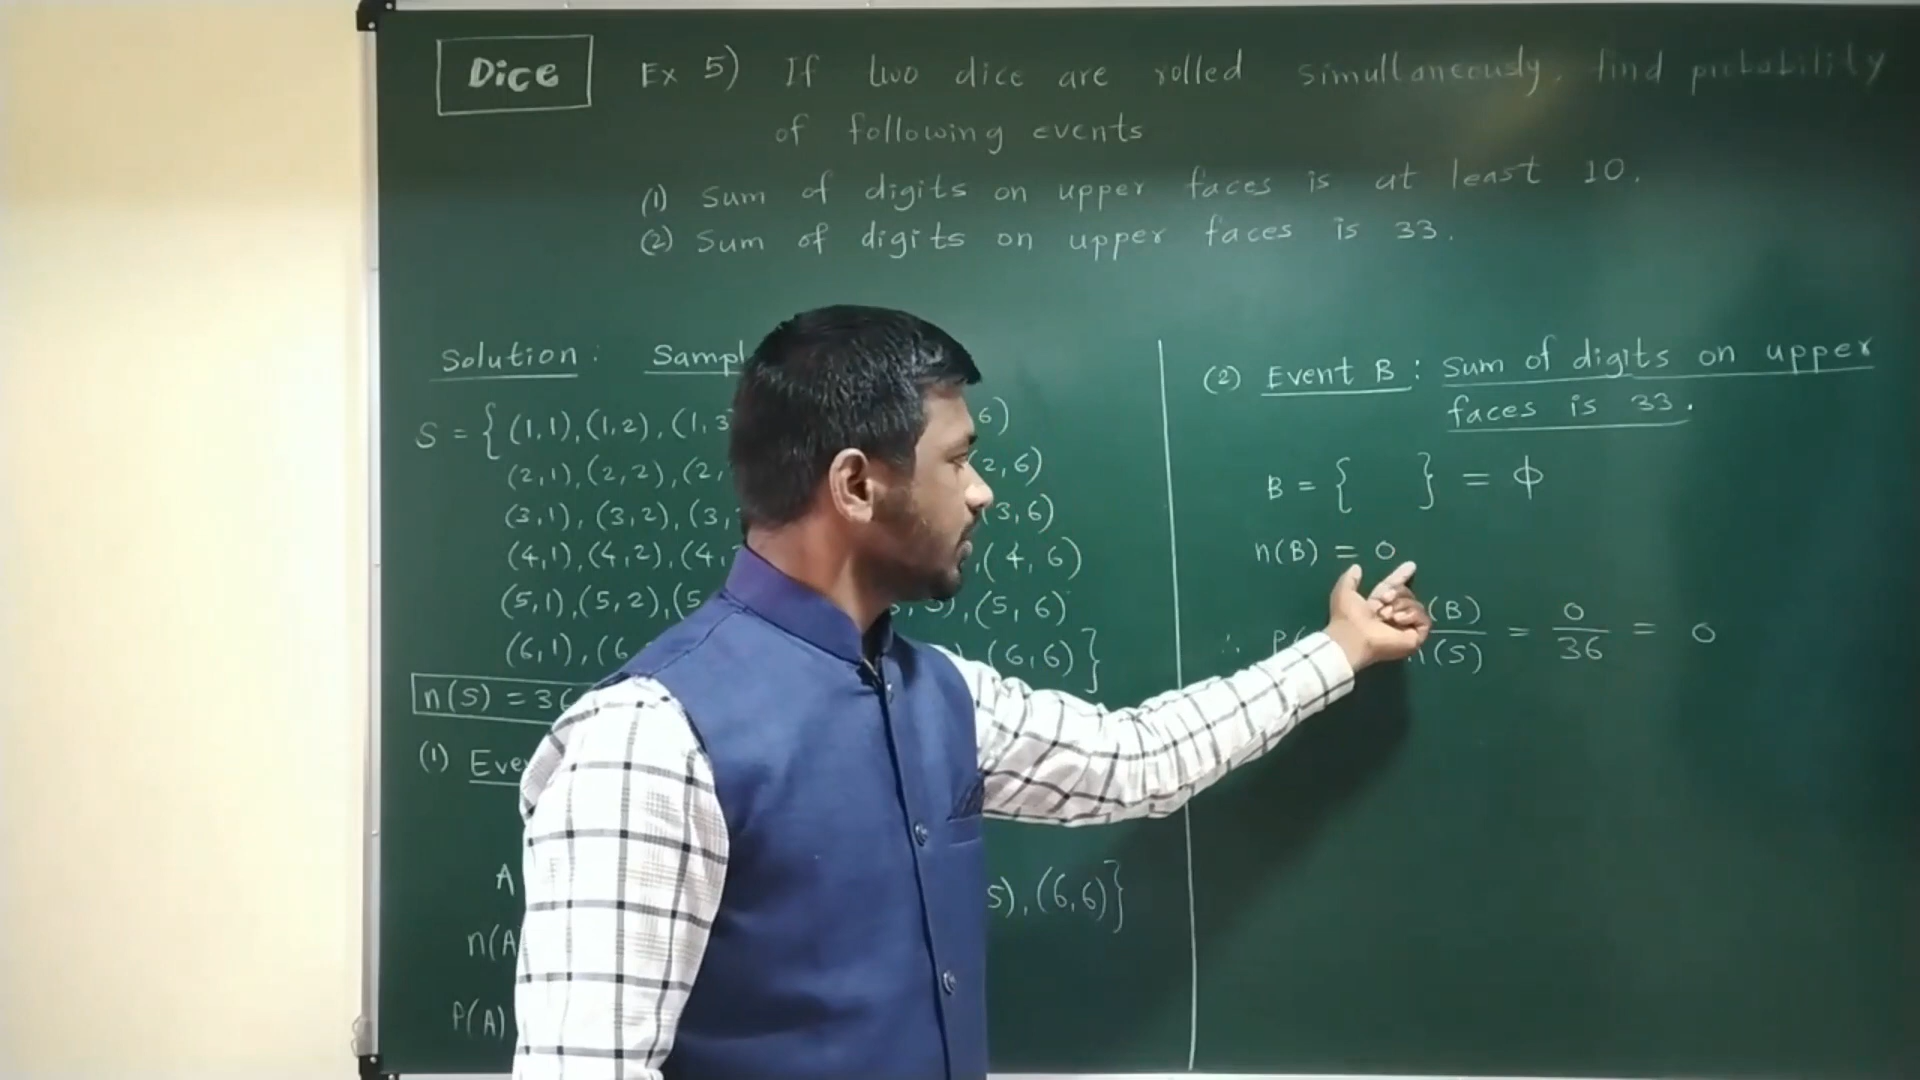 Dice
Ex 5) If two dice are rolled simultaneously, find probability
of following events
(1) Sum of digits on upper faces is at least 10.
(2) Sum of digits on upper faces is 33.
Solution :
S = { (1,1), (1,2), (1,3 6)
(2,1), (2,2), (2, 2,6)
(3,1), (3,2), (3, (3,6)
(4,1), (4,2), (4, ,(4,6)
(5,1), (5,2), (5 ), (5,6)
(6,1), (6 (6,6) }
n(S) = 36
(1)
A 5), (6,6)}
n(A
P(A)
(2) Event B : Sum of digits on upper
faces is 33.
B = { } = ϕ
n(B) = 0
∴ P( (B)
(S) = 0/36 = 0